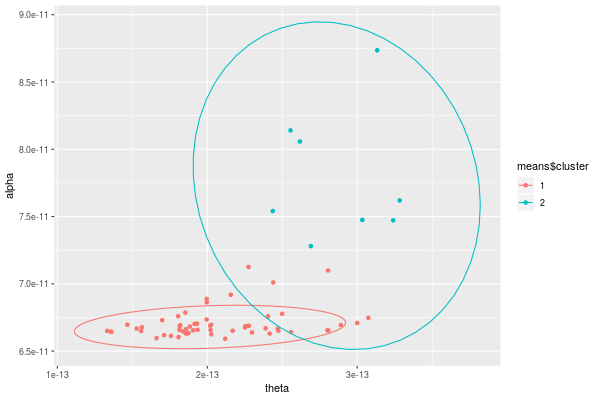 9.0e-11
8.5e-11
8.0e-11
7.5e-11
7.0e-11
6.5e-11
alpha
1e-13
2e-13
3e-13
theta
means$cluster
1
2